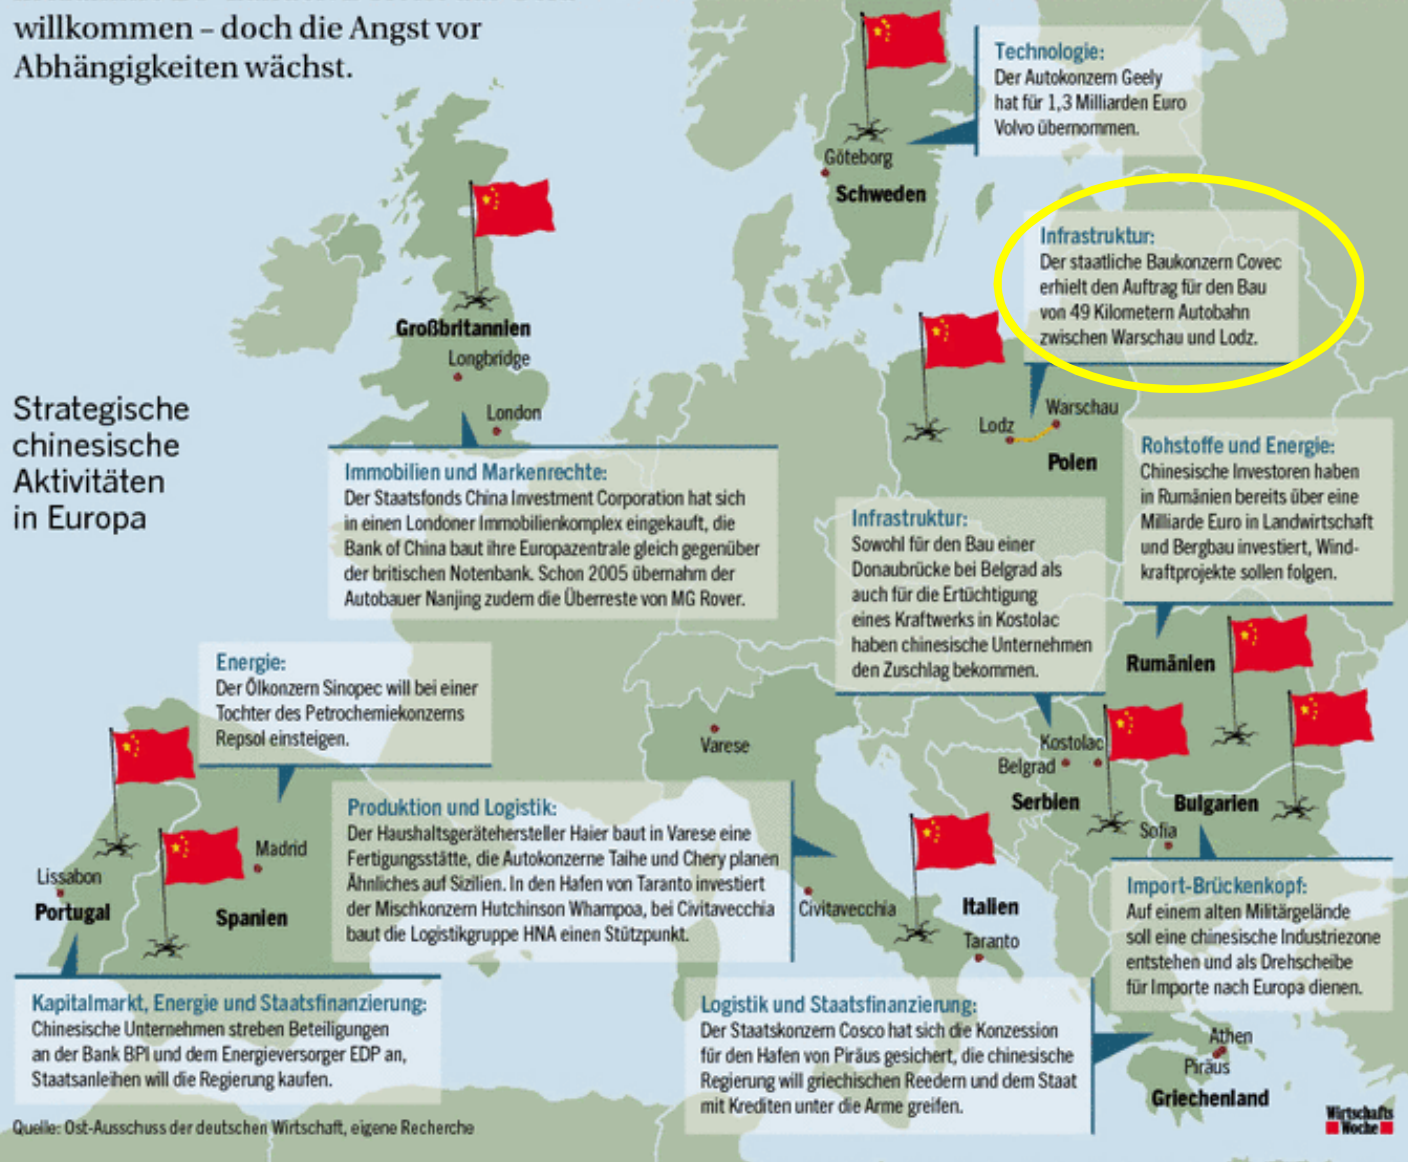 willkommen – doch die Angst vor
Abhängigkeiten wächst.
Technologie:
Der Autokonzern Geely
hat für 1,3 Milliarden Euro
Volvo übernommen.
Göteborg
Schweden
Infrastruktur:
Der staatliche Baukonzern Covec
erhielt den Auftrag für den Bau
von 49 Kilometern Autobahn
zwischen Warschau und Lodz.
Großbritannien
Longbridge
London
Strategische
chinesische
Aktivitäten
in Europa
Warschau
Lodz
Polen
Immobilien und Markenrechte:
Der Staatsfonds China Investment Corporation hat sich
in einen Londoner Immobilienkomplex eingekauft, die
Bank of China baut ihre Europazentrale gleich gegenüber
der britischen Notenbank. Schon 2005 übernahm der
Autobauer Nanjing zudem die Überreste von MG Rover.
Infrastruktur:
Sowohl für den Bau einer
Donaubrücke bei Belgrad als
auch für die Ertüchtigung
eines Kraftwerks in Kostolac
haben chinesische Unternehmen
den Zuschlag bekommen.
Rohstoffe und Energie:
Chinesische Investoren haben
in Rumänien bereits über eine
Milliarde Euro in Landwirtschaft
und Bergbau investiert, Wind-
kraftprojekte sollen folgen.
Rumänien
Energie:
Der Ölkonzern Sinopec will bei einer
Tochter des Petrochemiekonzerns
Repsol einsteigen.
Varese
Kostolac
Belgrad
Serbien
Bulgarien
Sofia
Produktion und Logistik:
Der Haushaltsgerätehersteller Haier baut in Varese eine
Fertigungsstätte, die Autokonzerne Taihe und Chery planen
Ähnliches auf Sizilien. In den Hafen von Taranto investiert
der Mischkonzern Hutchinson Whampoa, bei Civitavecchia
baut die Logistikgruppe HNA einen Stützpunkt.
Madrid
Lissabon
Portugal
Spanien
Civitavecchia
Italien
Taranto
Import-Brückenkopf:
Auf einem alten Militärgelände
soll eine chinesische Industriezone
entstehen und als Drehscheibe
für Importe nach Europa dienen.
Kapitalmarkt, Energie und Staatsfinanzierung:
Chinesische Unternehmen streben Beteiligungen
an der Bank BPI und dem Energieversorger EDP an,
Staatsanleihen will die Regierung kaufen.
Logistik und Staatsfinanzierung:
Der Staatskonzern Cosco hat sich die Konzession
für den Hafen von Piräus gesichert, die chinesische
Regierung will griechischen Reedern und dem Staat
mit Krediten unter die Arme greifen.
Athen
Piräus
Griechenland
Quelle: Ost-Ausschuss der deutschen Wirtschaft, eigene Recherche
Wirtschafts
Woche